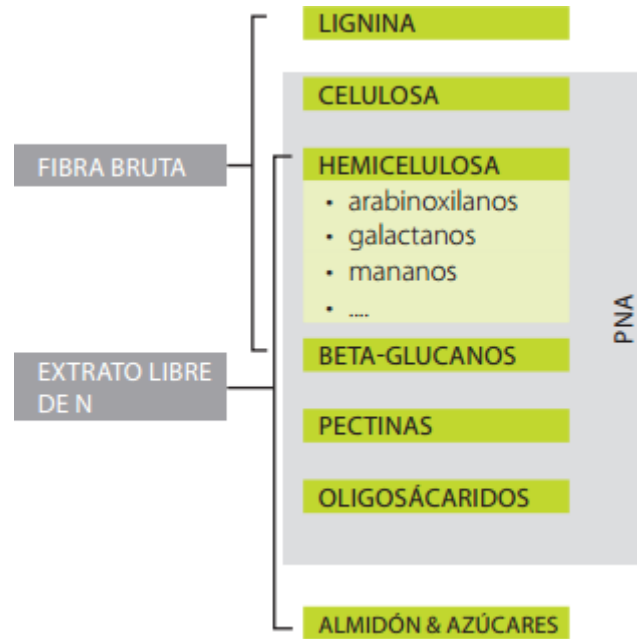 LIGNINA
CELULOSA
FIBRA BRUTA
HEMICELULOSA
• arabinoxilanos
• galactanos
• mananos
• ....
PNA
BETA-GLUCANOS
EXTRATO LIBRE
DE N
PECTINAS
OLIGOSÁCARIDOS
ALMIDÓN & AZÚCARES